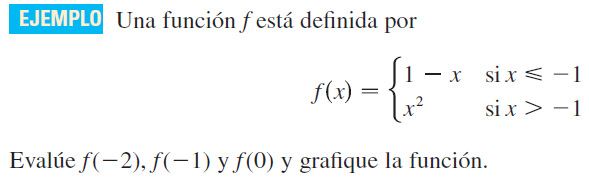 EJEMPLO Una función f está definida por
f(x) = {1 − x si x ⩽ −1
x² si x > −1
Evalúe f(−2), f(−1) y f(0) y grafique la función.